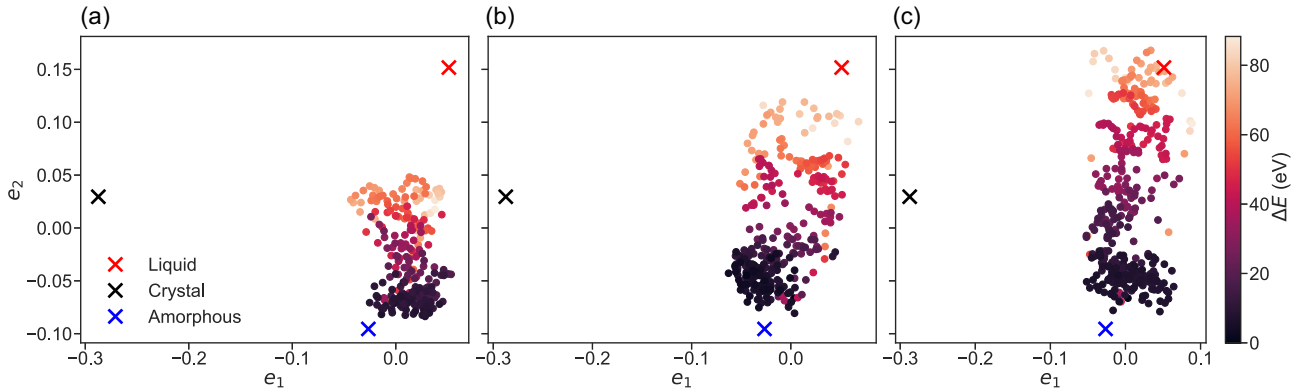 (a)
(b)
(c)
0.15
0.10
0.05
0.00
−0.05
−0.10
e2
Liquid
Crystal
Amorphous
−0.3 −0.2 −0.1 0.0
e1
−0.3 −0.2 −0.1 0.0
e1
−0.3 −0.2 −0.1 0.0 0.1
e1
80
60
40
20
0
ΔE (eV)